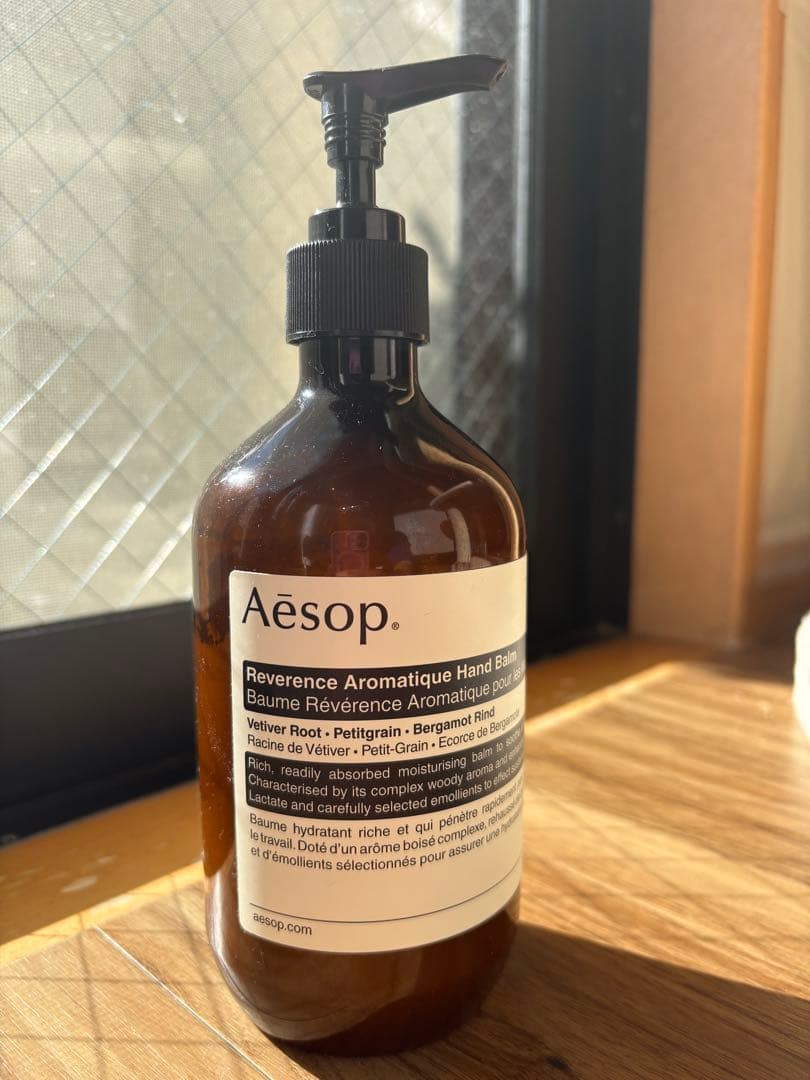 Aēsop®
Reverence Aromatique Hand Balm
Baume Révérence Aromatique pour les
Vetiver Root • Petitgrain • Bergamot Rind
Racine de Vétiver • Petit-Grain • Ecorce de Bergamote
Rich, readily absorbed moisturising balm to
Characterised by its complex woody aroma and
Lactate and carefully selected emollients to effect
Baume hydratant riche et qui pénètre rapidement
le travail. Doté d'un arôme boisé complexe,
et d'émollients sélectionnés pour assurer une
aesop.com